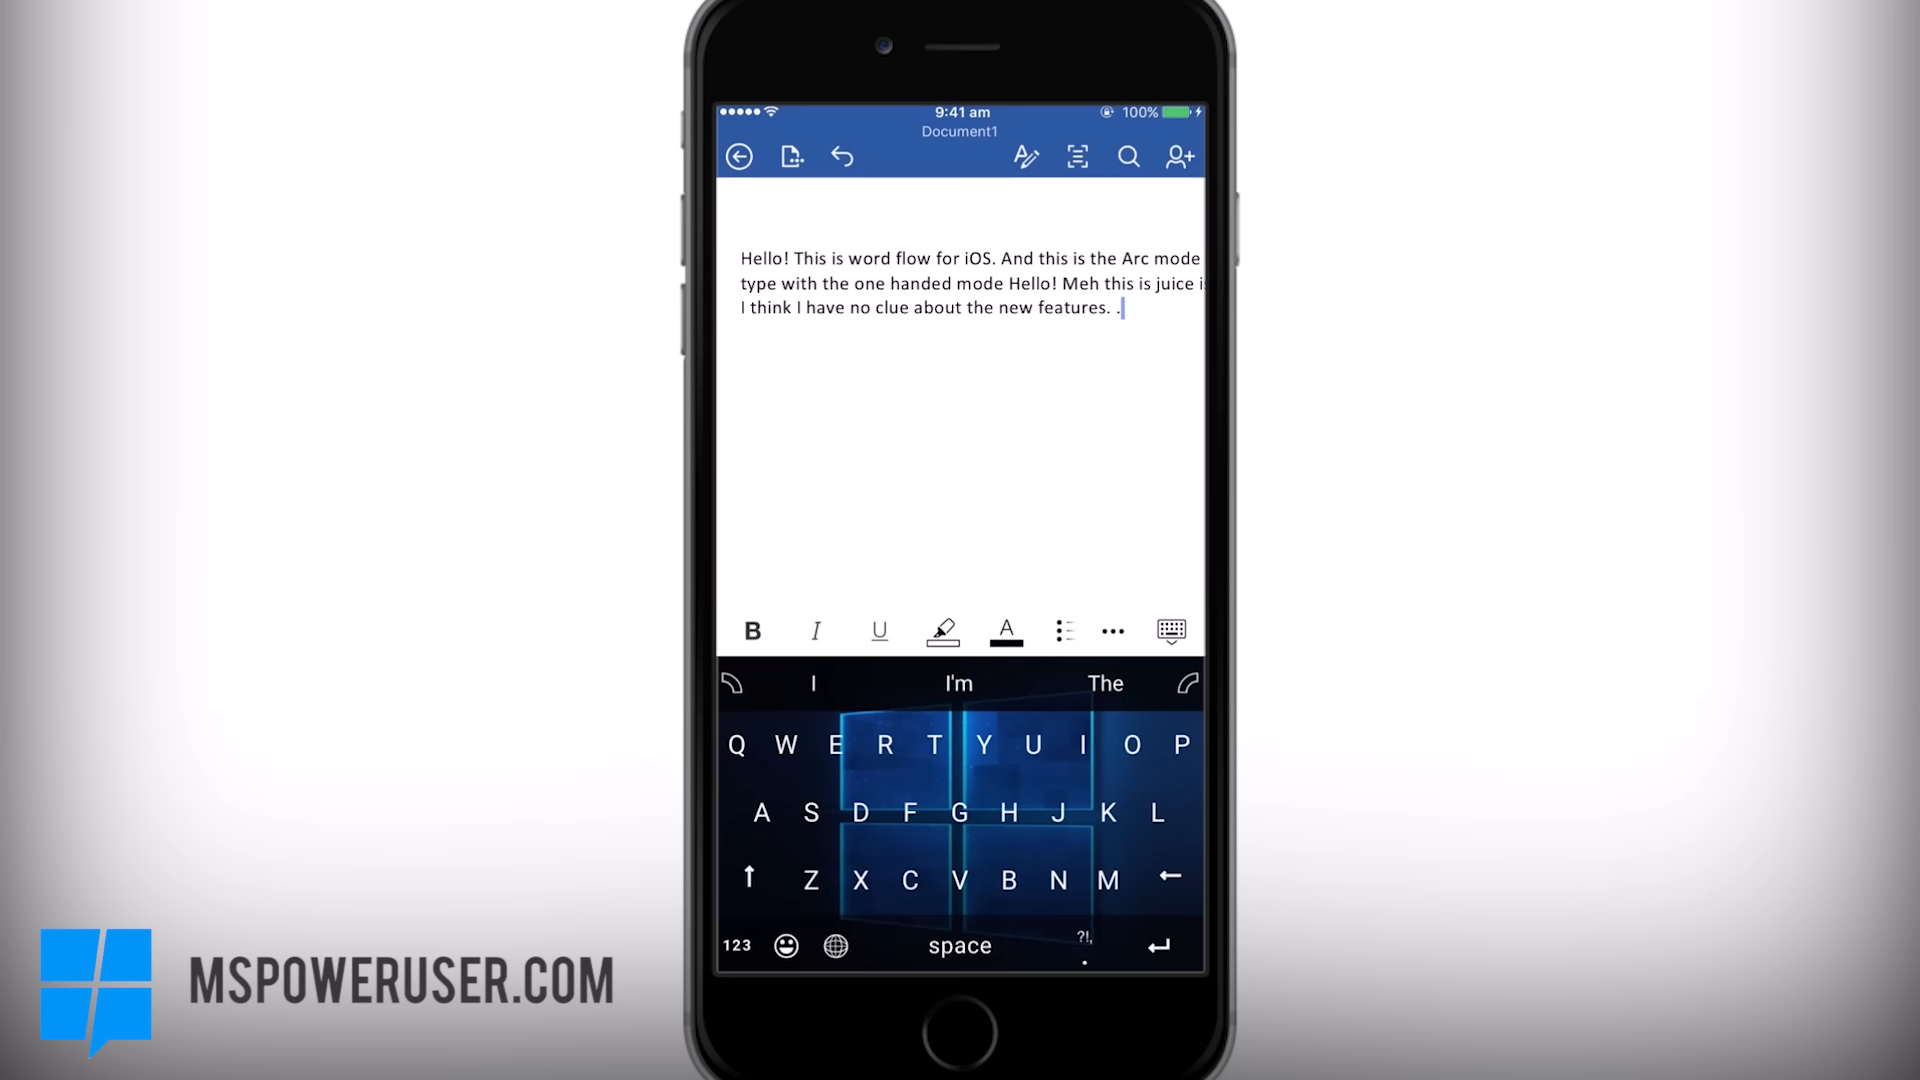 9:41 am
100%
Document1
Hello! This is word flow for iOS. And this is the Arc mode
type with the one handed mode Hello! Meh this is juice is
I think I have no clue about the new features. .
B I U A
I I'm The
Q W E R T Y U I O P
A S D F G H J K L
Z X C V B N M
123 space ?!, .
MSPOWERUSER.COM